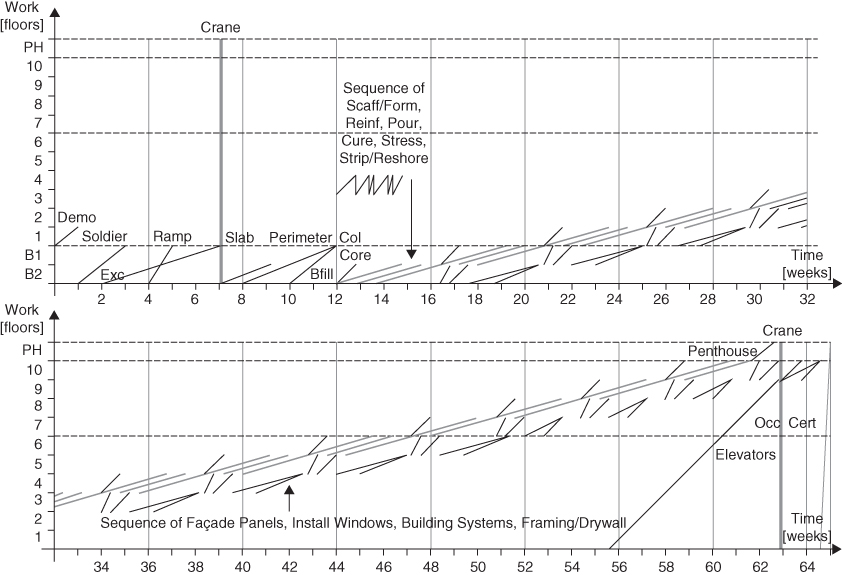 Work
[floors]
Crane
PH
10
9
8
7
6
5
4
3
2
1
B1
B2
Sequence of
Scaff/Form,
Reinf, Pour,
Cure, Stress,
Strip/Reshore
Demo
Soldier
Ramp
Slab
Perimeter
Col
Core
Exc
Bfill
Time
[weeks]
2 4 6 8 10 12 14 16 18 20 22 24 26 28 30 32
Work
[floors]
Crane
PH
10
9
8
7
6
5
4
3
2
1
Penthouse
Occ Cert
Elevators
Sequence of Façade Panels, Install Windows, Building Systems, Framing/Drywall
Time
[weeks]
34 36 38 40 42 44 46 48 50 52 54 56 58 60 62 64